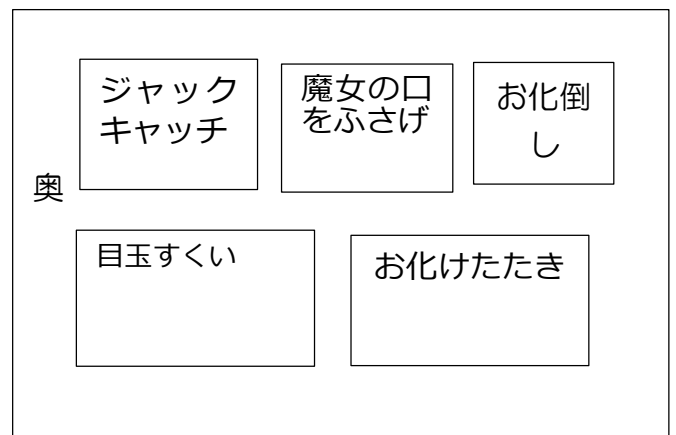 ジャック
キャッチ
魔女の口
をふさげ
お化倒
し
奥
目玉すくい
お化けたたき